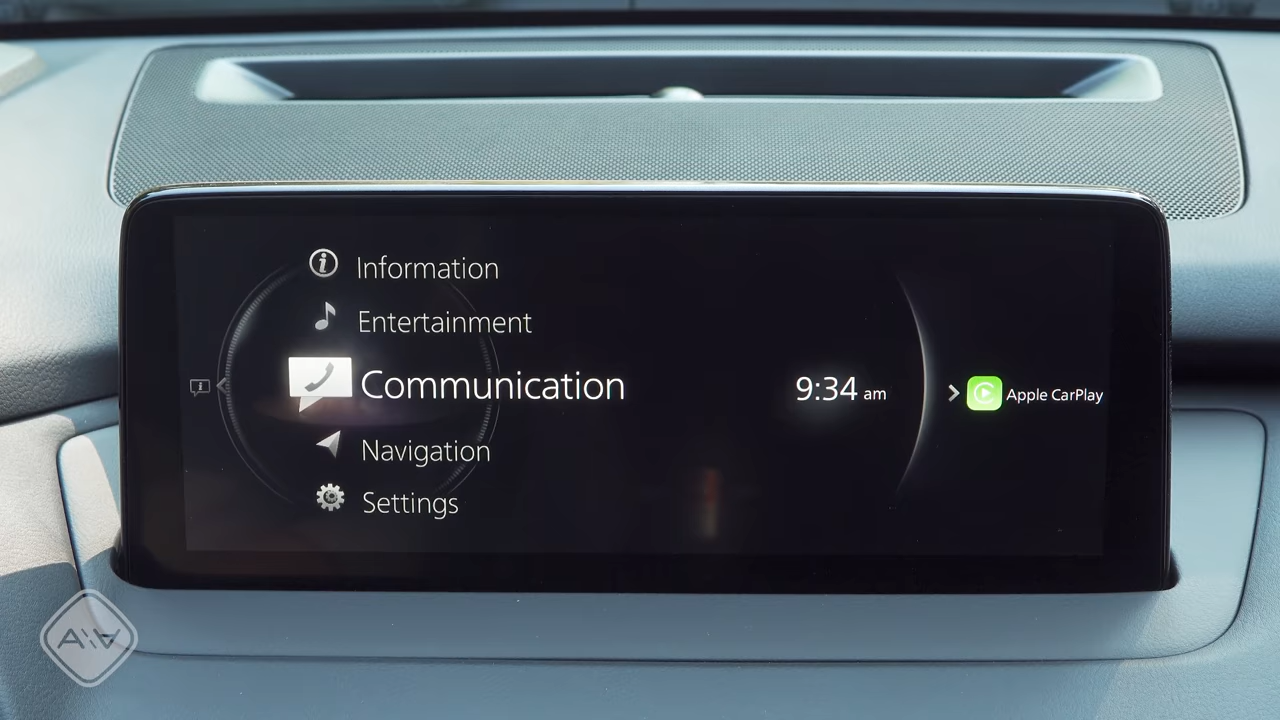 Information
Entertainment
Communication
Navigation
Settings
9:34 am
Apple CarPlay